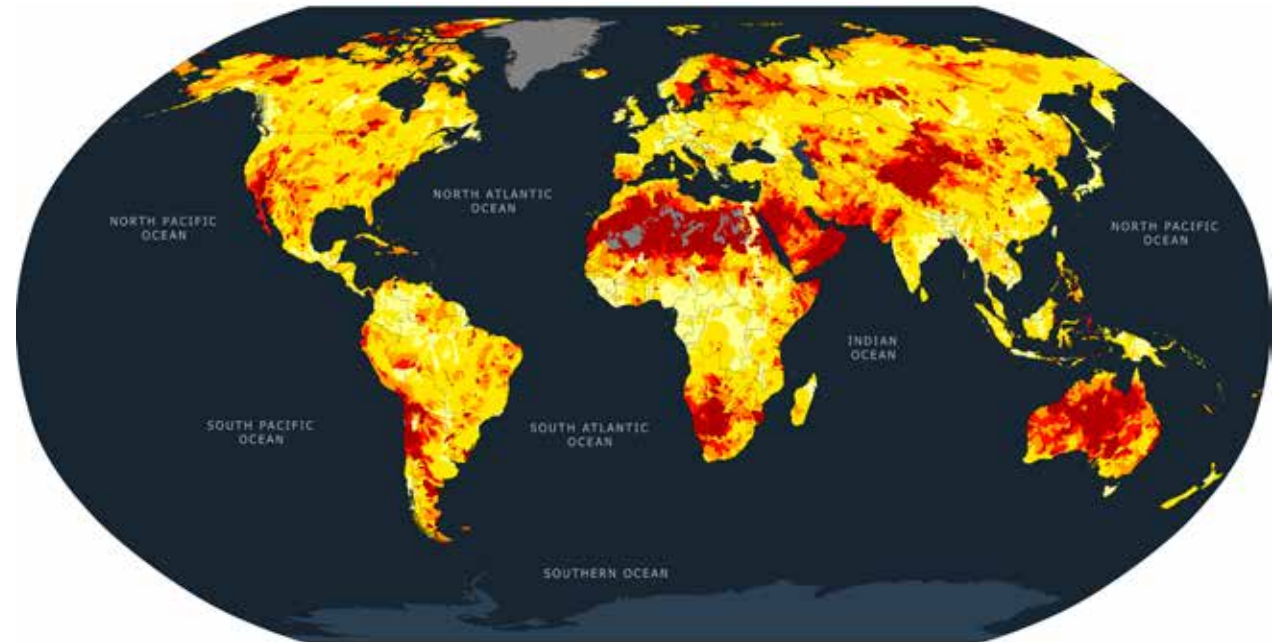 NORTH ATLANTIC
OCEAN
NORTH PACIFIC
OCEAN
NORTH PACIFIC
OCEAN
INDIAN
OCEAN
SOUTH PACIFIC
OCEAN
SOUTH ATLANTIC
OCEAN
SOUTHERN OCEAN